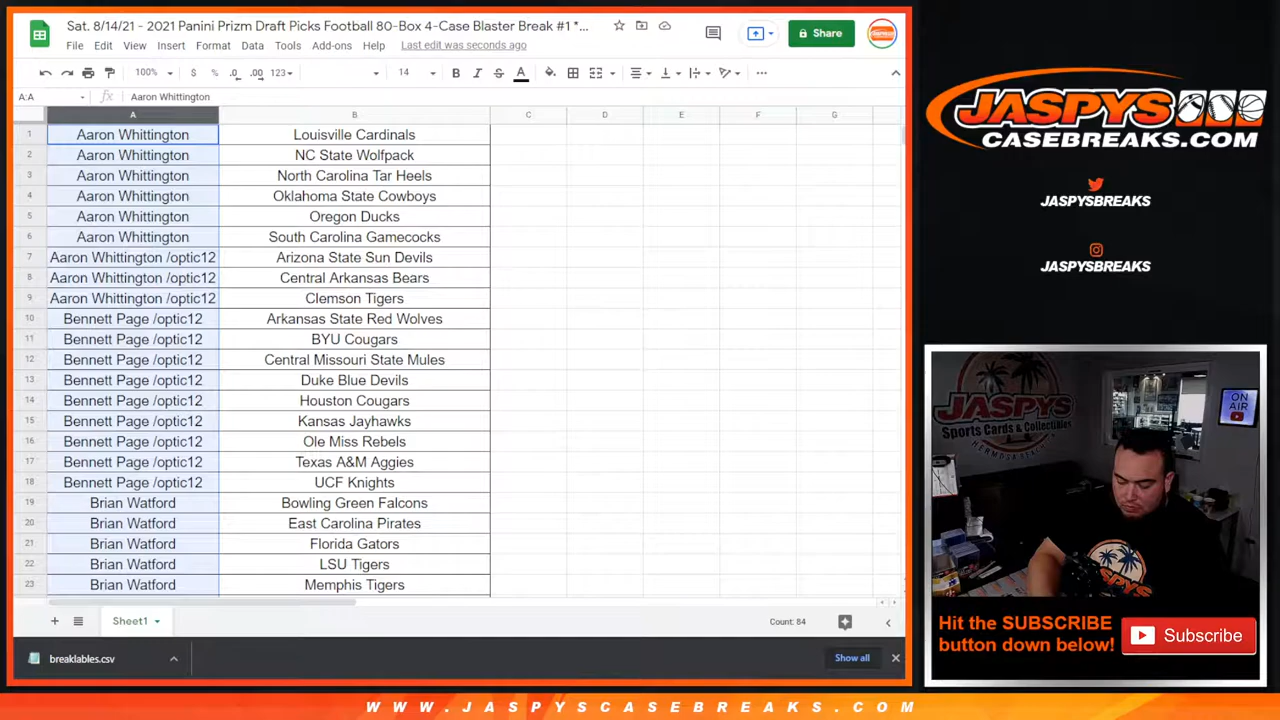 Sat. 8/14/21 - 2021 Panini Prizm Draft Picks Football 80-Box 4-Case Blaster Break #1 *...
File Edit View Insert Format Data Tools Add-ons Help Last edit was seconds ago
Share
100% $ % .0 .00 123 14 B I S A
A:A fx Aaron Whittington
A B C D E F G
1 Aaron Whittington Louisville Cardinals
2 Aaron Whittington NC State Wolfpack
3 Aaron Whittington North Carolina Tar Heels
4 Aaron Whittington Oklahoma State Cowboys
5 Aaron Whittington Oregon Ducks
6 Aaron Whittington South Carolina Gamecocks
7 Aaron Whittington /optic12 Arizona State Sun Devils
8 Aaron Whittington /optic12 Central Arkansas Bears
9 Aaron Whittington /optic12 Clemson Tigers
10 Bennett Page /optic12 Arkansas State Red Wolves
11 Bennett Page /optic12 BYU Cougars
12 Bennett Page /optic12 Central Missouri State Mules
13 Bennett Page /optic12 Duke Blue Devils
14 Bennett Page /optic12 Houston Cougars
15 Bennett Page /optic12 Kansas Jayhawks
16 Bennett Page /optic12 Ole Miss Rebels
17 Bennett Page /optic12 Texas A&M Aggies
18 Bennett Page /optic12 UCF Knights
19 Brian Watford Bowling Green Falcons
20 Brian Watford East Carolina Pirates
21 Brian Watford Florida Gators
22 Brian Watford LSU Tigers
23 Brian Watford Memphis Tigers
Sheet1 Count: 84
breaklables.csv Show all
JASPYS
CASEBREAKS.COM
JASPYSBREAKS
JASPYSBREAKS
JASPYS
Sports Cards & Collectibles
HERMOSA BEACH
ON
AIR
JASPYS
Hit the SUBSCRIBE
button down below!
Subscribe
WWW.JASPYSCASEBREAKS.COM